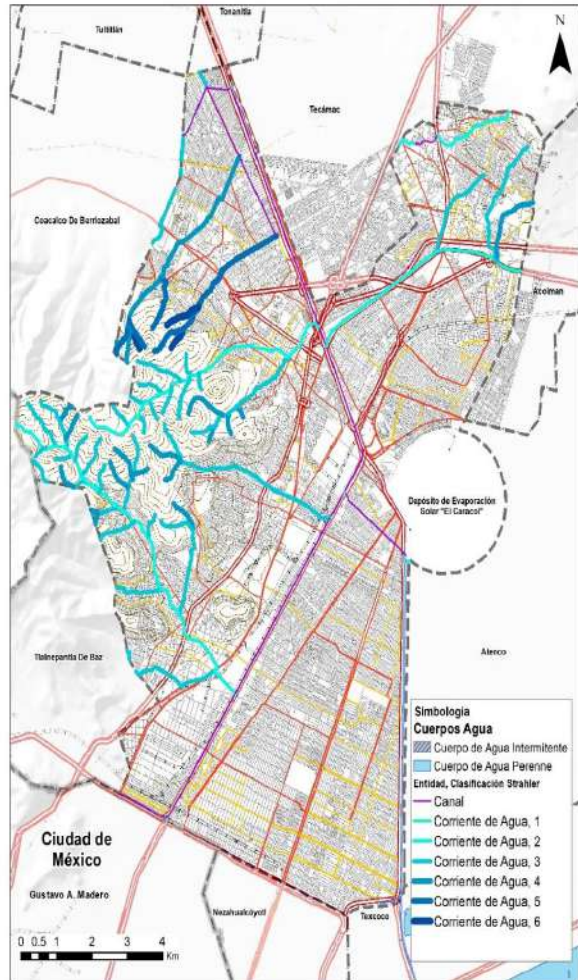 Tonanitla
Tultitlán
N
Tecámac
Coacalco De Berriozabal
Acolman
Depósito de Evaporación
Solar "El Caracol"
Tlalnepantla De Baz
Atenco
Simbología
Cuerpos Agua
Cuerpo de Agua Intermitente
Cuerpo de Agua Perenne
Entidad, Clasificación Strahler
Canal
Corriente de Agua, 1
Corriente de Agua, 2
Corriente de Agua, 3
Corriente de Agua, 4
Corriente de Agua, 5
Corriente de Agua, 6
Ciudad de
México
Gustavo A. Madero
Nezahualcóyotl
Texcoco
0 0.5 1 2 3 4
Km